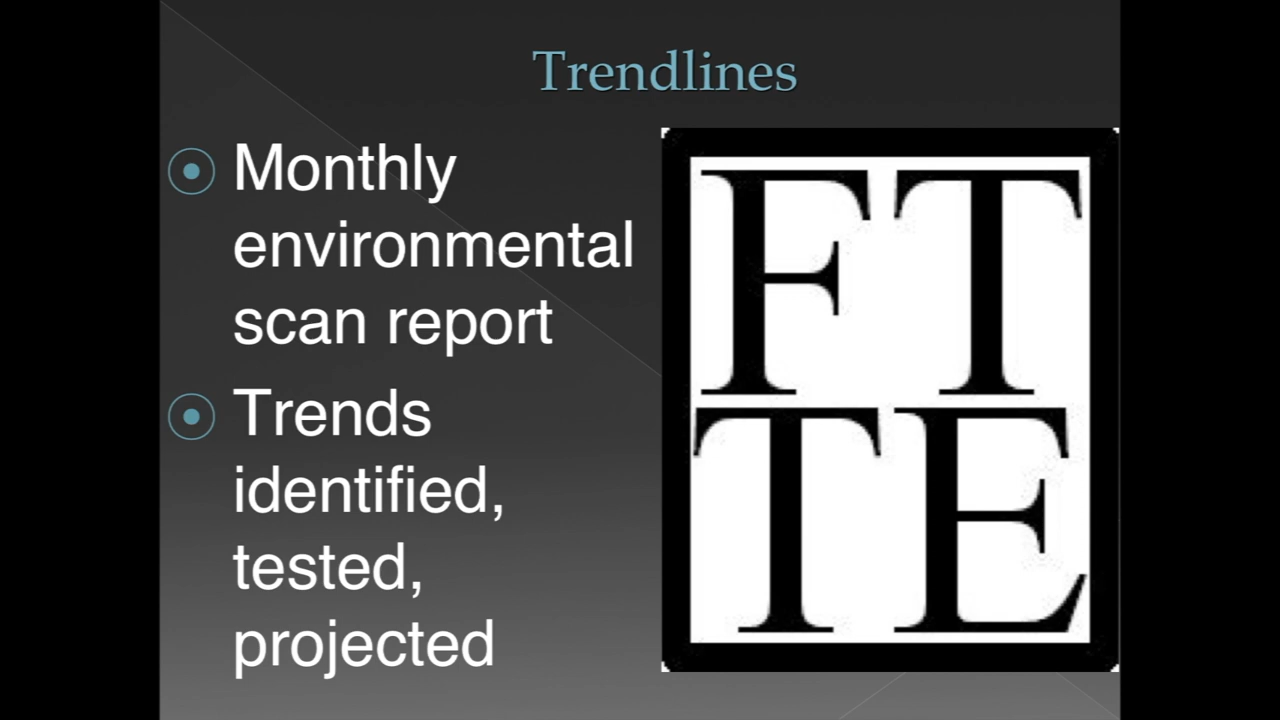 Trendlines
Monthly
environmental
scan report
Trends
identified,
tested,
projected
FT
TE